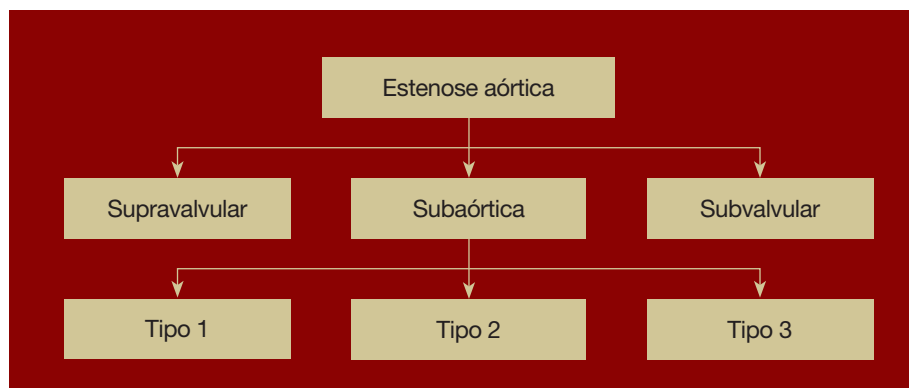 Estenose aórtica
Supravalvular
Subaórtica
Subvalvular
Tipo 1
Tipo 2
Tipo 3